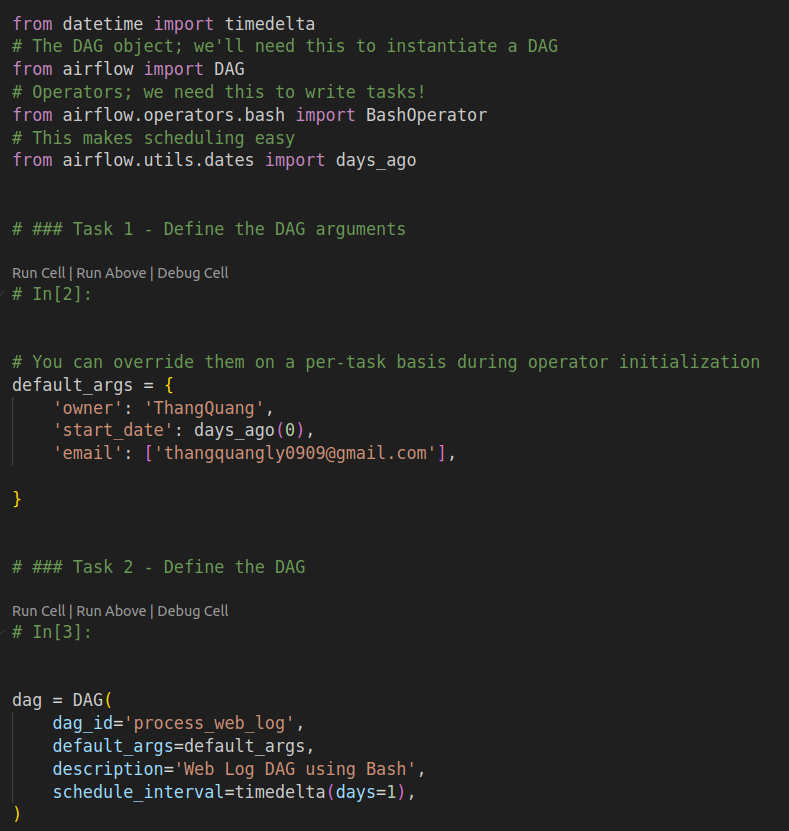 from datetime import timedelta
# The DAG object; we'll need this to instantiate a DAG
from airflow import DAG
# Operators; we need this to write tasks!
from airflow.operators.bash import BashOperator
# This makes scheduling easy
from airflow.utils.dates import days_ago
# ### Task 1 - Define the DAG arguments
Run Cell | Run Above | Debug Cell
# In[2]:
# You can override them on a per-task basis during operator initialization
default_args = {
    'owner': 'ThangQuang',
    'start_date': days_ago(0),
    'email': ['thangquangly0909@gmail.com'],
}
# ### Task 2 - Define the DAG
Run Cell | Run Above | Debug Cell
# In[3]:
dag = DAG(
    dag_id='process_web_log',
    default_args=default_args,
    description='Web Log DAG using Bash',
    schedule_interval=timedelta(days=1),
)